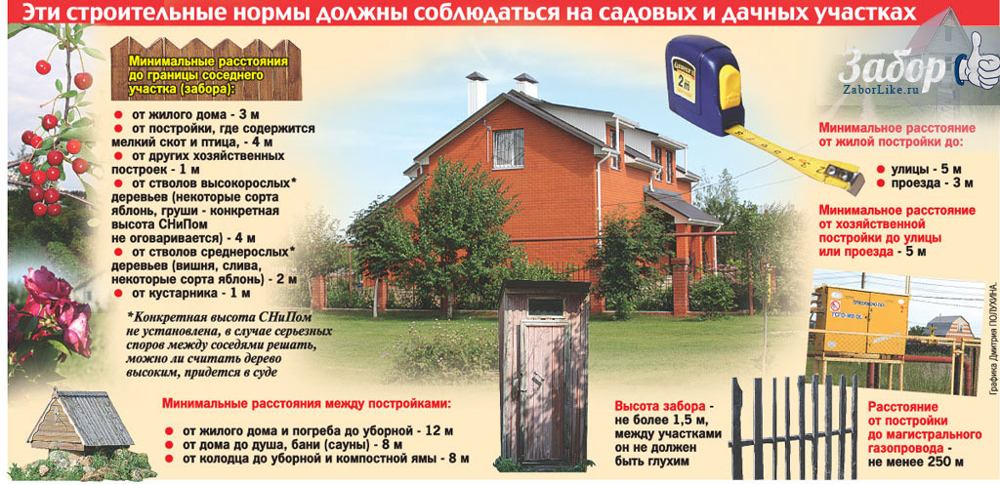 Эти строительные нормы должны соблюдаться на садовых и дачных участках
Забор
ZaborLike.ru
Минимальные расстояния
до границы соседнего
участка (забора):
от жилого дома - 3 м
от постройки, где содержится
мелкий скот и птица, - 4 м
от других хозяйственных
построек - 1 м
от стволов высокорослых*
деревьев (некоторые сорта
яблонь, груши - конкретная
высота СНиПом
не оговаривается) - 4 м
от стволов среднерослых*
деревьев (вишня, слива,
некоторые сорта яблонь) - 2 м
от кустарника - 1 м
*Конкретная высота СНиПом
не установлена, в случае серьезных
споров между соседями решать,
можно ли считать дерево
высоким, придется в суде
2 m
Минимальное расстояние
от жилой постройки до:
улицы - 5 м
проезда - 3 м
Минимальное расстояние
от хозяйственной
постройки до улицы
или проезда - 5 м
Минимальные расстояния между постройками:
от жилого дома и погреба до уборной - 12 м
от дома до душа, бани (сауны) - 8 м
от колодца до уборной и компостной ямы - 8 м
Высота забора -
не более 1,5 м,
между участками
он не должен
быть глухим
Расстояние
от постройки
до магистрального
газопровода -
не менее 250 м
Графика Дмитрия ПОЛУХИНА.